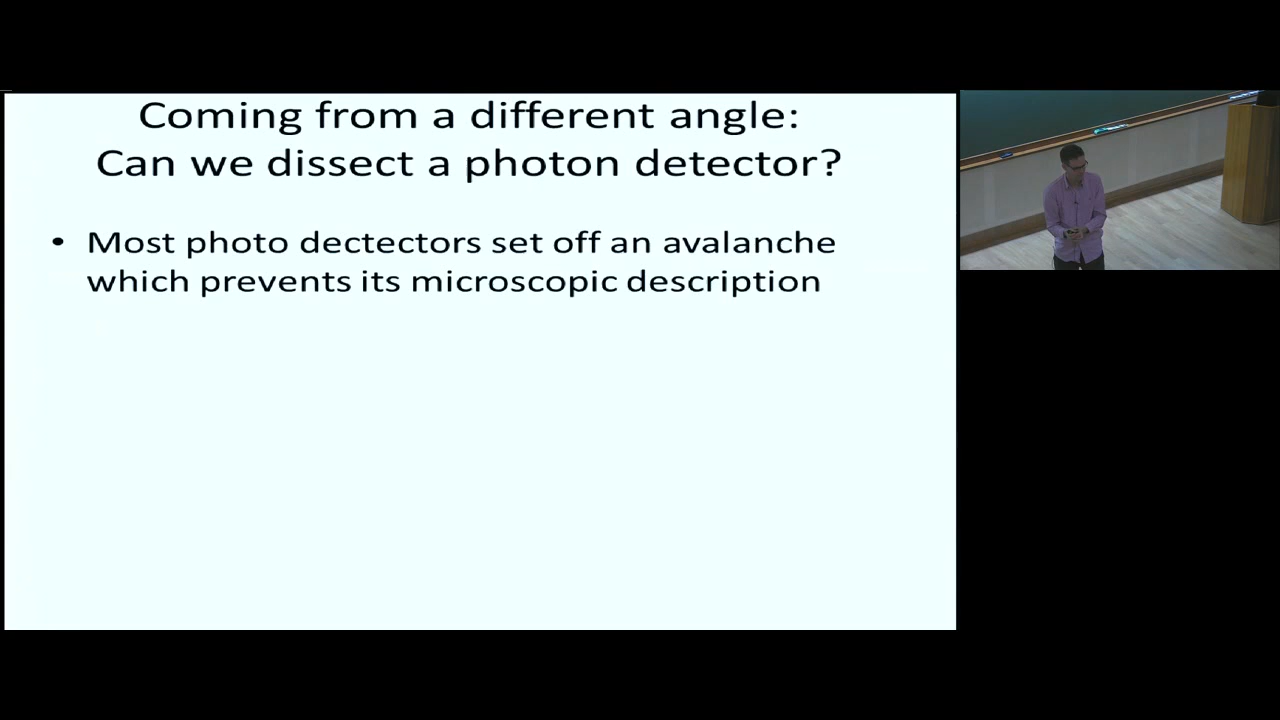 Coming from a different angle:
Can we dissect a photon detector?
• Most photo dectectors set off an avalanche
which prevents its microscopic description